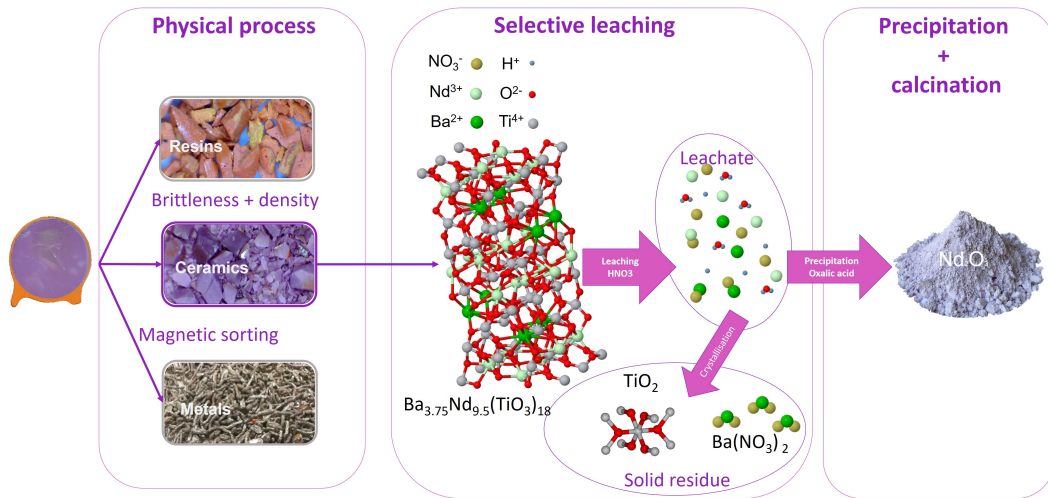 Physical process
Resins
Brittleness + density
Ceramics
Magnetic sorting
Metals
Selective leaching
NO₃⁻ H⁺
Nd³⁺ O²⁻
Ba²⁺ Ti⁴⁺
Ba₃.₇₅Nd₉.₅(TiO₃)₁₈
Leaching
HNO3
Leachate
Crystallisation
TiO₂
Ba(NO₃)₂
Solid residue
Precipitation
+
calcination
Precipitation
Oxalic acid